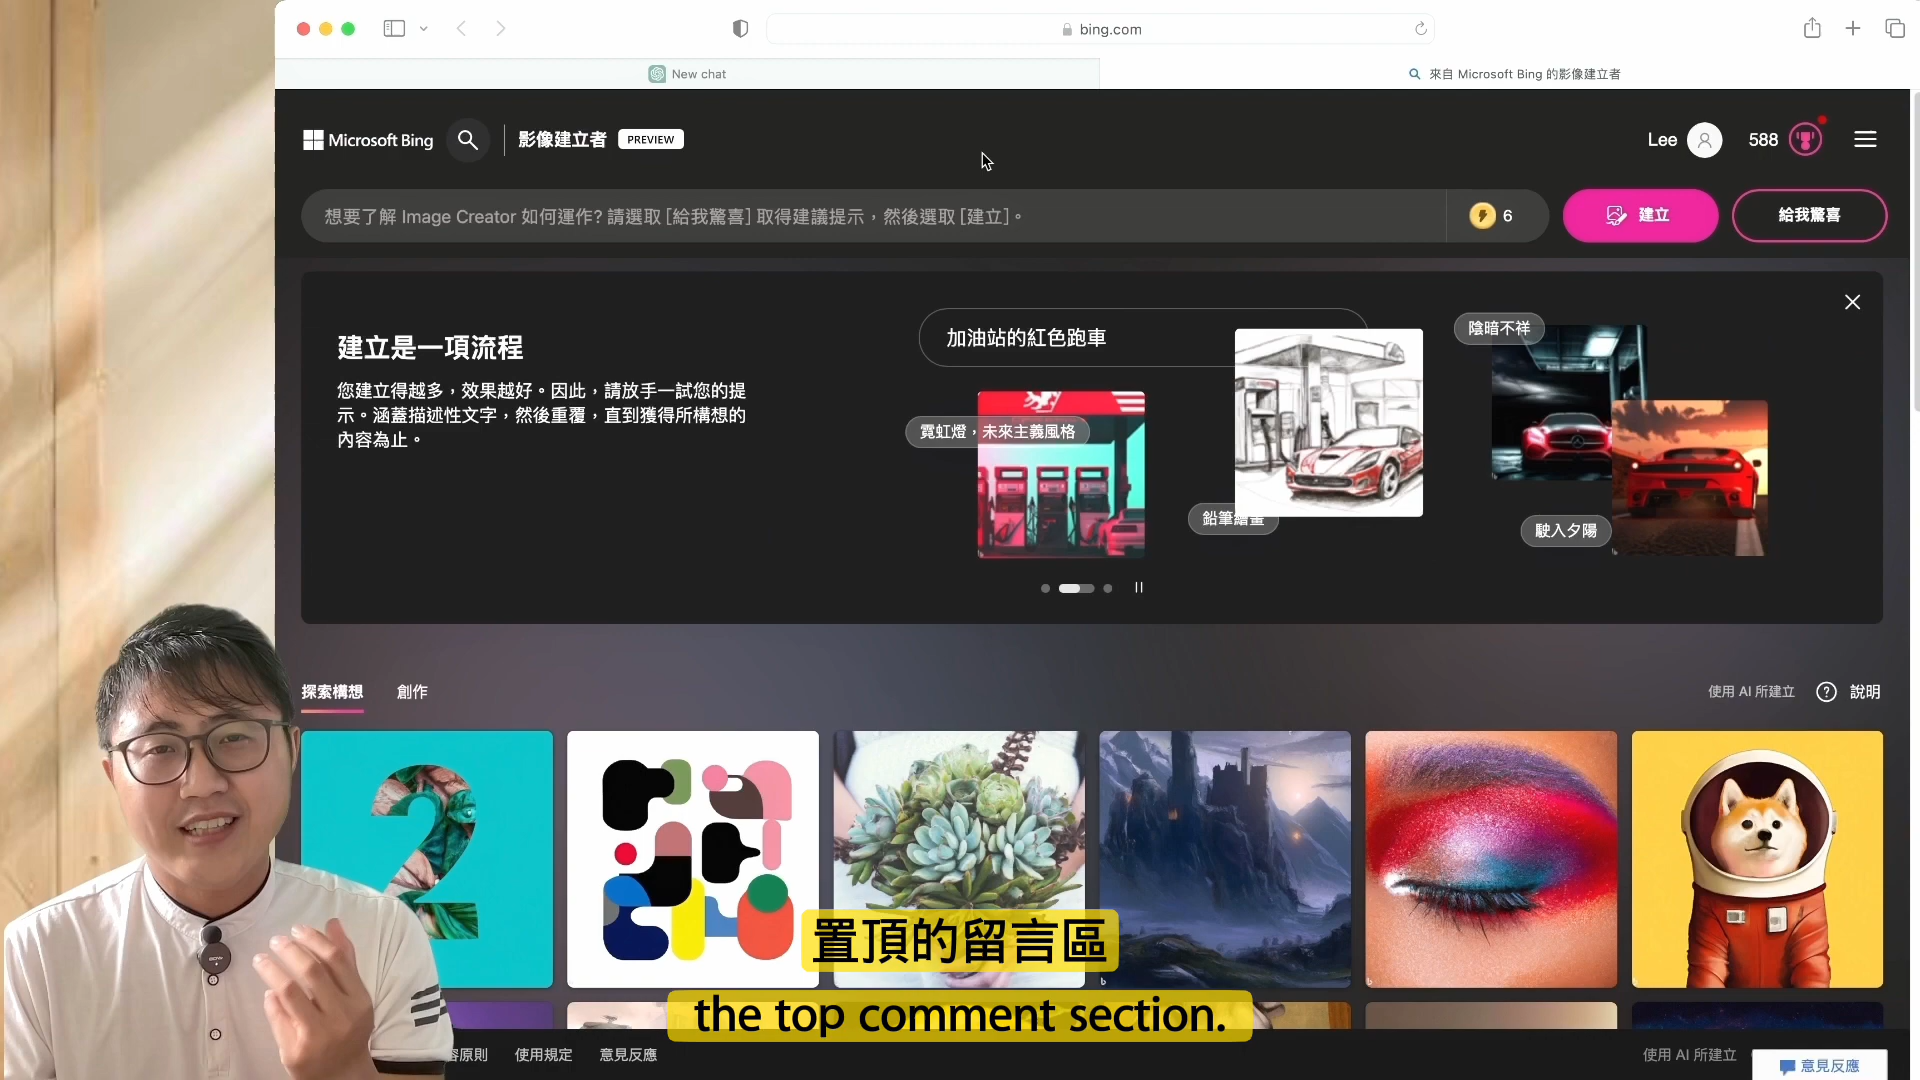 bing.com
New chat
來自 Microsoft Bing 的影像建立者
Microsoft Bing
影像建立者
PREVIEW
Lee
588
想要了解 Image Creator 如何運作? 請選取 [給我驚喜] 取得建議提示，然後選取 [建立]。
6
建立
給我驚喜
建立是一項流程
您建立得越多，效果越好。因此，請放手一試您的提
示。涵蓋描述性文字，然後重覆，直到獲得所構想的
內容為止。
加油站的紅色跑車
霓虹燈，未來主義風格
鉛筆繪畫
陰暗不祥
駛入夕陽
探索構想
創作
使用 AI 所建立
說明
置頂的留言區
the top comment section.
容原則
使用規定
意見反應
使用 AI 所建立
意見反應